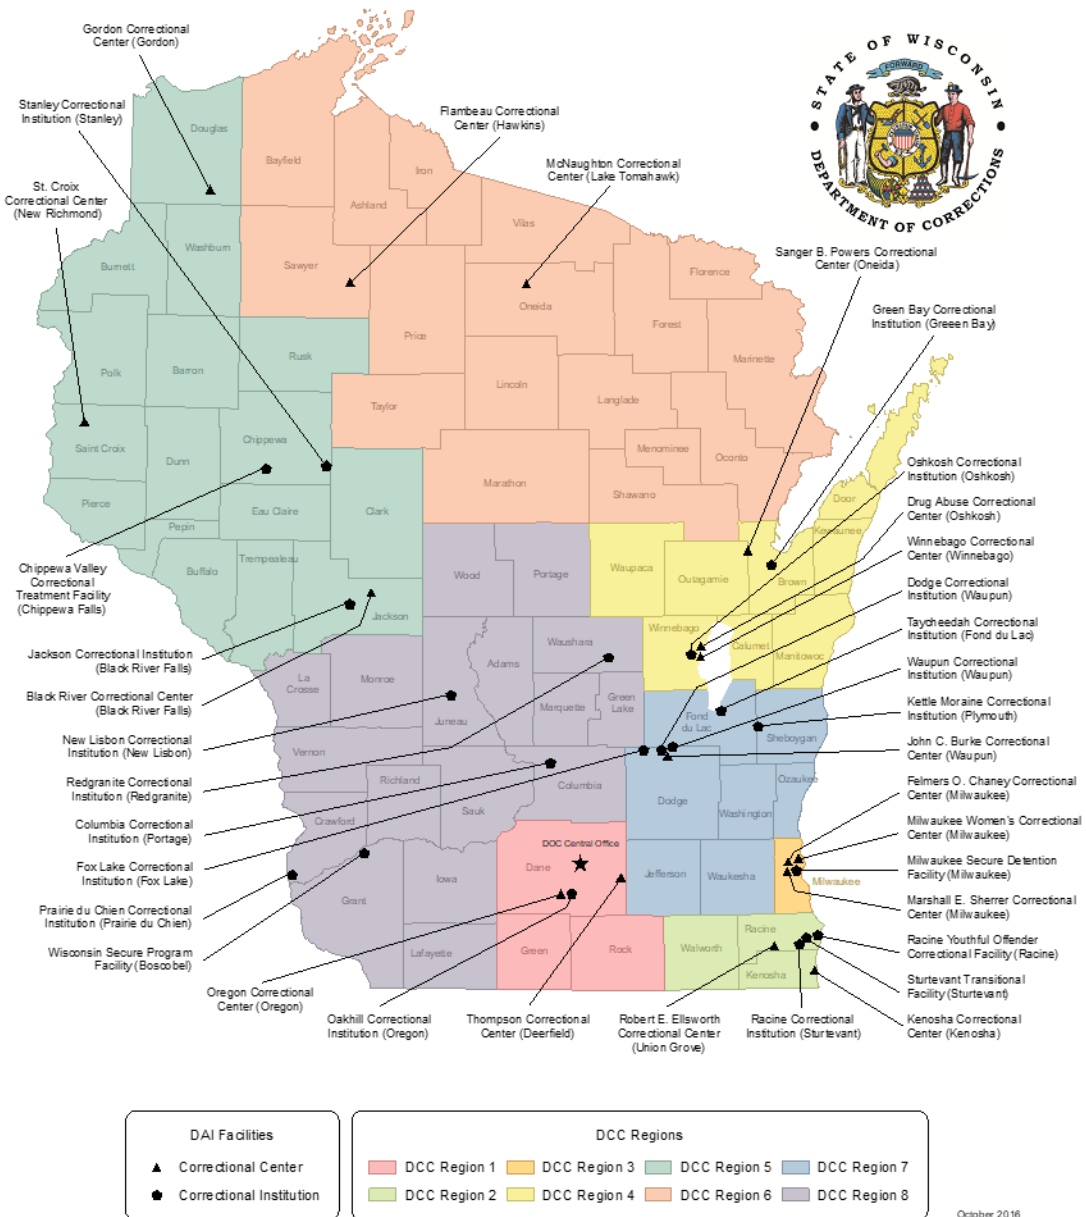 Gordon Correctional
Center (Gordon)
Stanley Correctional
Institution (Stanley)
St. Croix
Correctional Center
(New Richmond)
Flambeau Correctional
Center (Hawkins)
McNaughton Correctional
Center (Lake Tomahawk)
STATE OF WISCONSIN
FORWARD
DEPARTMENT OF CORRECTIONS
Sanger B. Powers Correctional
Center (Oneida)
Green Bay Correctional
Institution (Greeen Bay)
Oshkosh Correctional
Institution (Oshkosh)
Drug Abuse Correctional
Center (Oshkosh)
Winnebago Correctional
Center (Winnebago)
Dodge Correctional
Institution (Waupun)
Taycheedah Correctional
Institution (Fond du Lac)
Waupun Correctional
Institution (Waupun)
Kettle Moraine Correctional
Institution (Plymouth)
John C. Burke Correctional
Center (Waupun)
Felmers O. Chaney Correctional
Center (Milwaukee)
Milwaukee Women's Correctional
Center (Milwaukee)
Milwaukee Secure Detention
Facility (Milwaukee)
Marshall E. Sherrer Correctional
Center (Milwaukee)
Racine Youthful Offender
Correctional Facility (Racine)
Sturtevant Transitional
Facility (Sturtevant)
Kenosha Correctional
Center (Kenosha)
Chippewa Valley
Correctional
Treatment Facility
(Chippewa Falls)
Jackson Correctional Institution
(Black River Falls)
Black River Correctional Center
(Black River Falls)
New Lisbon Correctional
Institution (New Lisbon)
Redgranite Correctional
Institution (Redgranite)
Columbia Correctional
Institution (Portage)
Fox Lake Correctional
Institution (Fox Lake)
Prairie du Chien Correctional
Institution (Prairie du Chien)
Wisconsin Secure Program
Facility (Boscobel)
Oregon Correctional
Center (Oregon)
Oakhill Correctional
Institution (Oregon)
Thompson Correctional
Center (Deerfield)
Robert E. Ellsworth
Correctional Center
(Union Grove)
Racine Correctional
Institution (Sturtevant)
Douglas
Bayfield
Iron
Ashland
Vilas
Washburn
Burnett
Sawyer
Florence
Oneida
Forest
Price
Rusk
Marinette
Polk
Barron
Lincoln
Langlade
Taylor
Chippewa
Saint Croix
Dunn
Menominee
Oconto
Marathon
Shawano
Pierce
Eau Claire
Clark
Door
Pepin
Kewaunee
Trempealeau
Buffalo
Wood
Portage
Waupaca
Outagamie
Brown
Jackson
Winnebago
Calumet
Manitowoc
Waushara
Adams
La
Crosse
Monroe
Juneau
Marquette
Green
Lake
Fond
du Lac
Sheboygan
Vernon
Richland
Columbia
Ozaukee
Dodge
Washington
Sauk
Crawford
DOC Central Office
Dane
Jefferson
Waukesha
Milwaukee
Iowa
Grant
Lafayette
Green
Rock
Walworth
Racine
Kenosha
DAI Facilities
Correctional Center
Correctional Institution
DCC Regions
DCC Region 1
DCC Region 3
DCC Region 5
DCC Region 7
DCC Region 2
DCC Region 4
DCC Region 6
DCC Region 8
October 2016